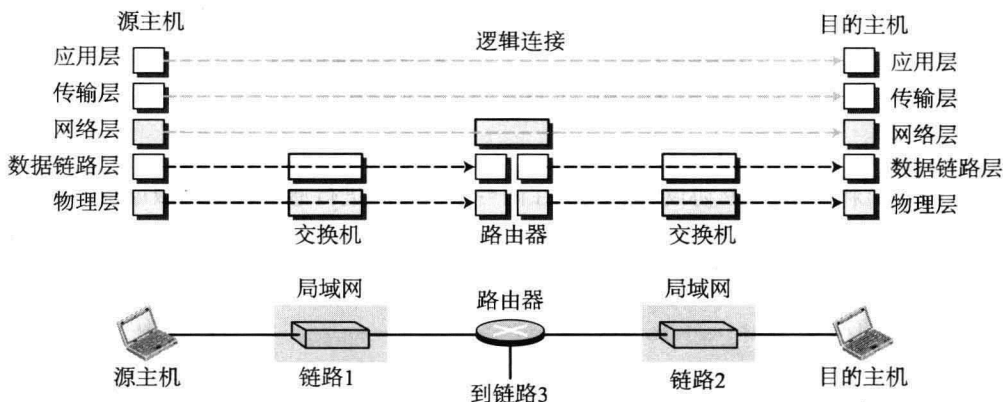 源主机
目的主机
逻辑连接
应用层
应用层
传输层
传输层
网络层
网络层
数据链路层
数据链路层
物理层
物理层
交换机
路由器
交换机
局域网
路由器
局域网
源主机
链路1
到链路3
链路2
目的主机